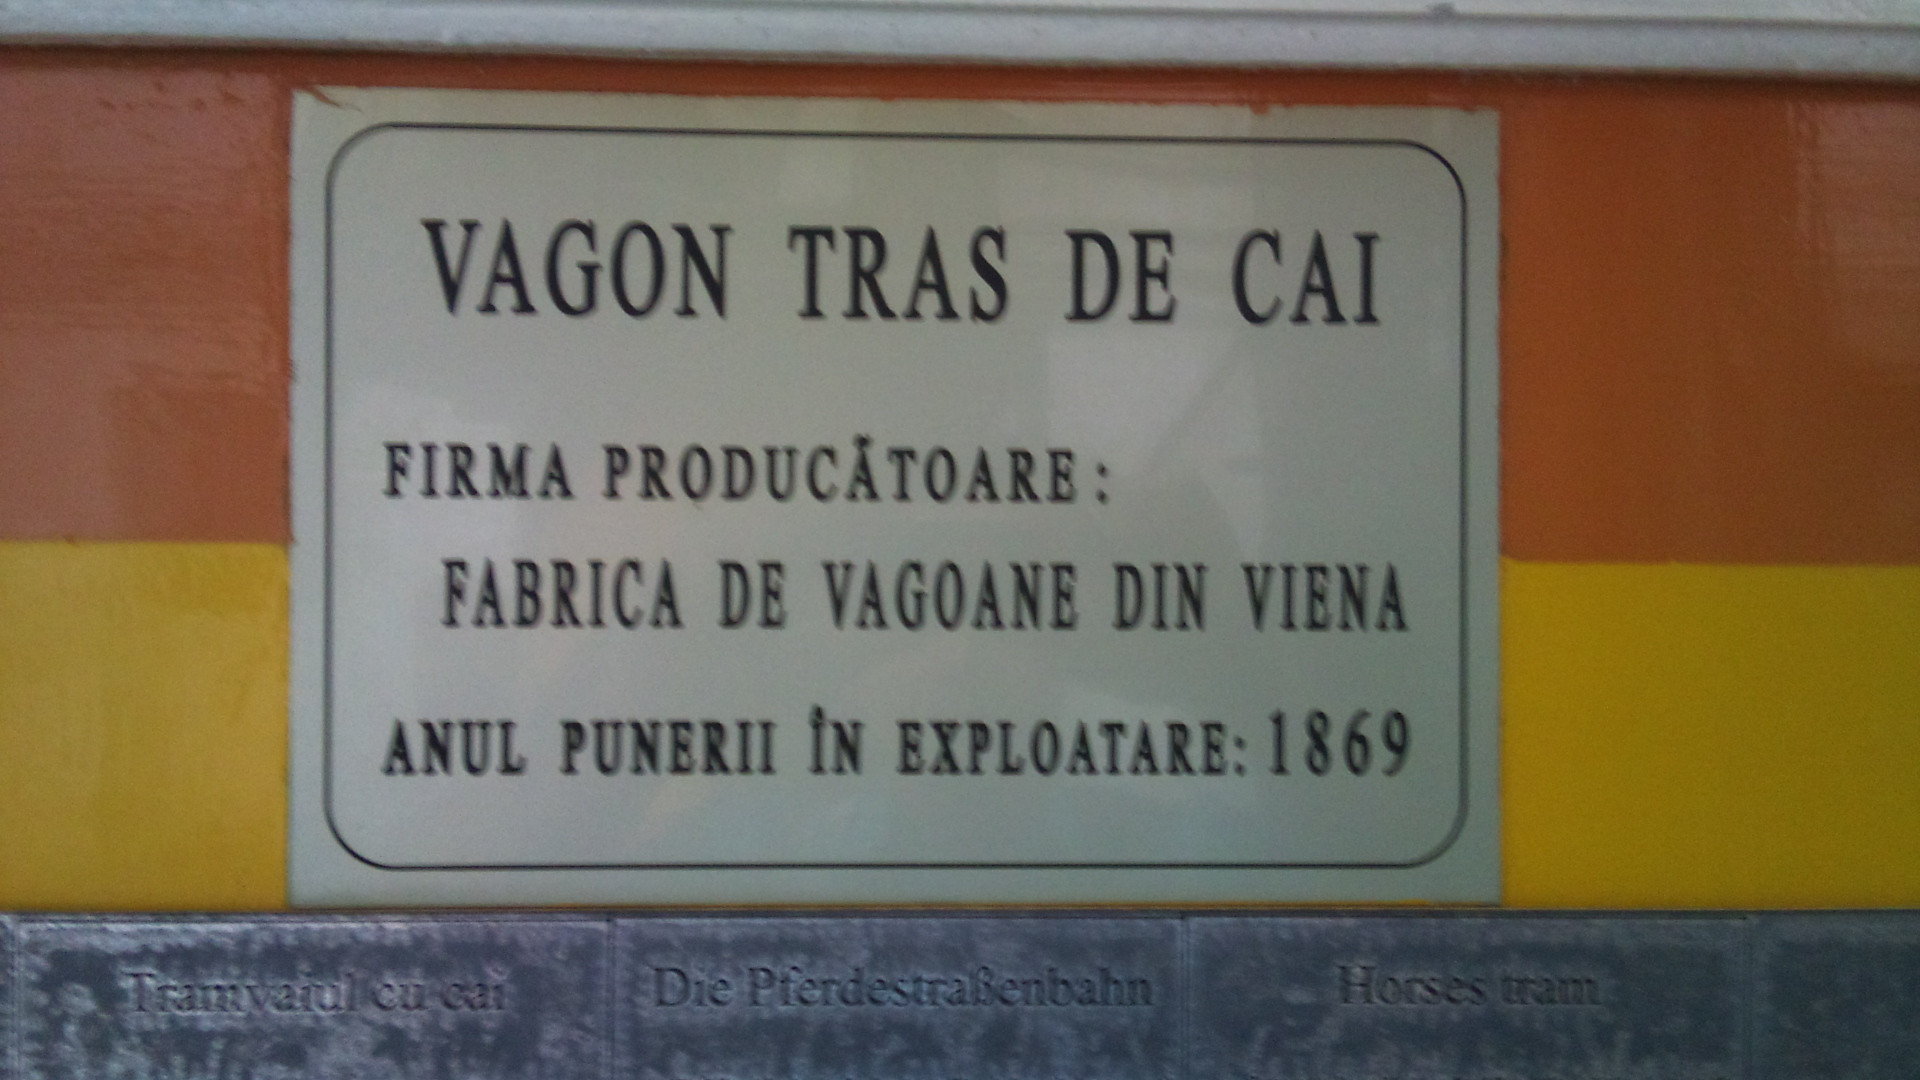 VAGON TRAS DE CAI
FIRMA PRODUCĂTOARE :
FABRICA DE VAGOANE DIN VIENA
ANUL PUNERII ÎN EXPLOATARE: 1869
Tramvaiul cu cai
Die Pferdestraßenbahn
Horses tram